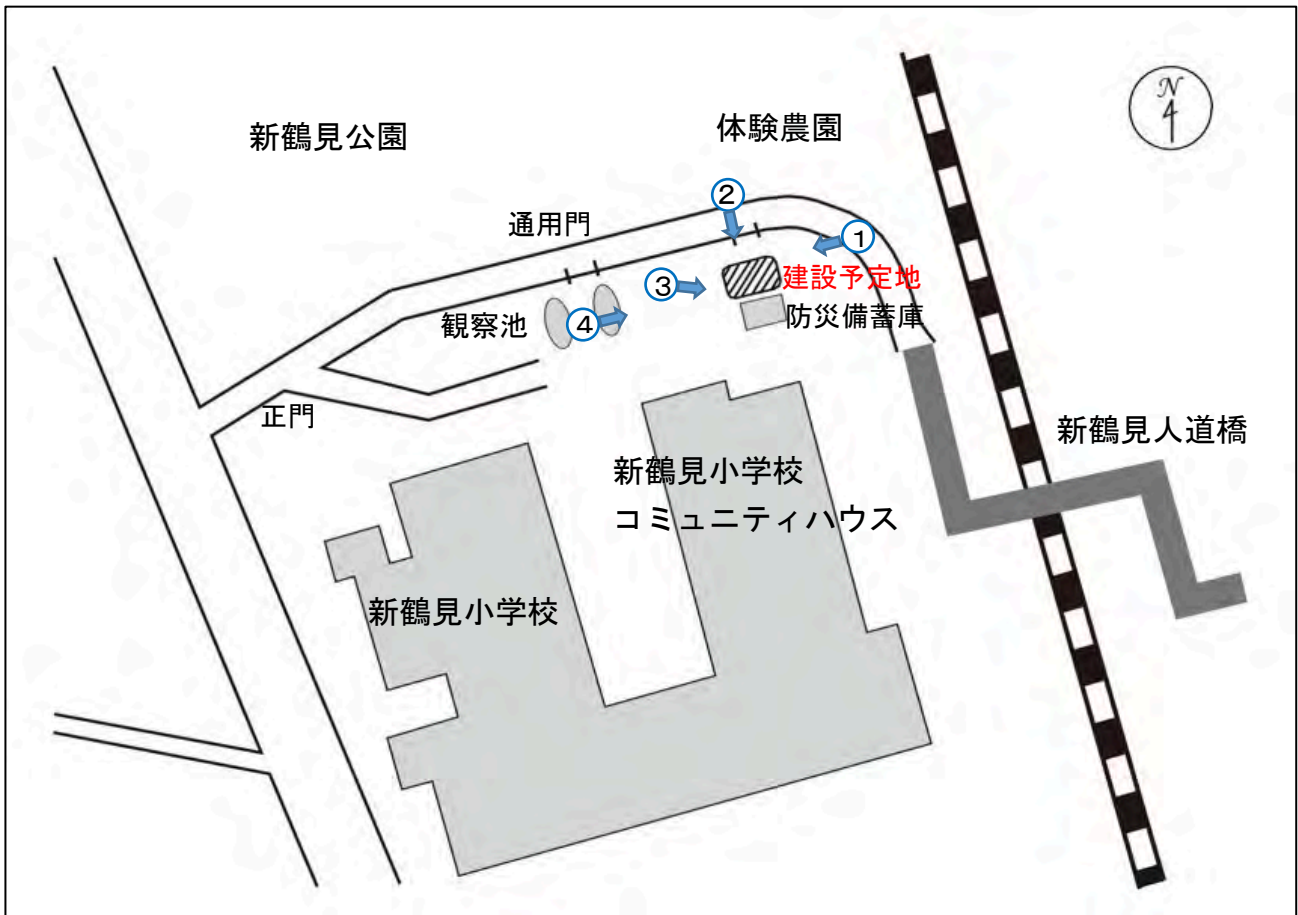 新鶴見公園
体験農園
N
②
通用門
①
③
建設予定地
④
観察池
防災備蓄庫
正門
新鶴見人道橋
新鶴見小学校
コミュニティハウス
新鶴見小学校